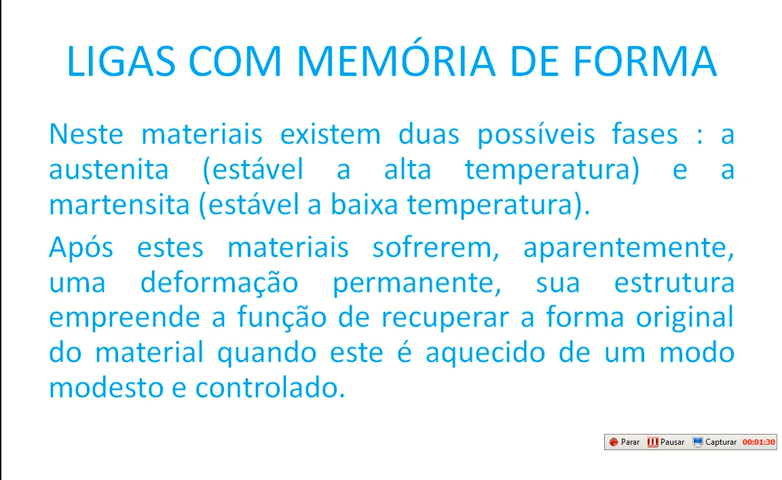 LIGAS COM MEMÓRIA DE FORMA
Neste materiais existem duas possíveis fases : a
austenita (estável a alta temperatura) e a
martensita (estável a baixa temperatura).
Após estes materiais sofrerem, aparentemente,
uma deformação permanente, sua estrutura
empreende a função de recuperar a forma original
do material quando este é aquecido de um modo
modesto e controlado.
Parar Pausar Capturar 00:01:30